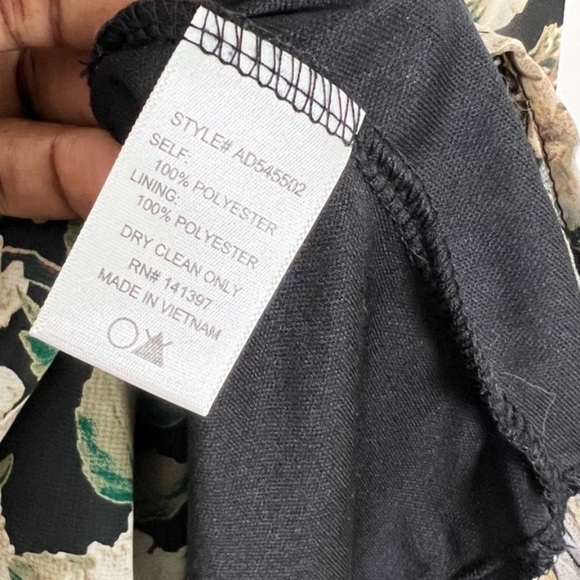 STYLE# AD545502
SELF:
100% POLYESTER
LINING:
100% POLYESTER
DRY CLEAN ONLY
RN# 141397
MADE IN VIETNAM